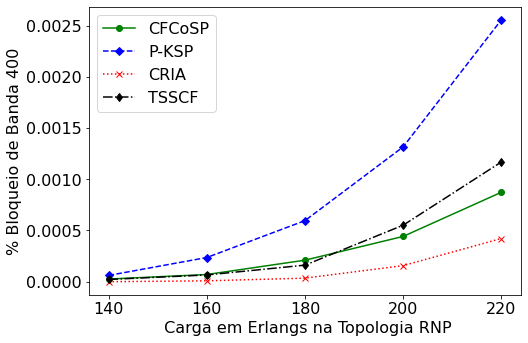 % Bloqueio de Banda 400
0.0025
0.0020
0.0015
0.0010
0.0005
0.0000
CFCoSP
P-KSP
CRIA
TSSCF
140 160 180 200 220
Carga em Erlangs na Topologia RNP